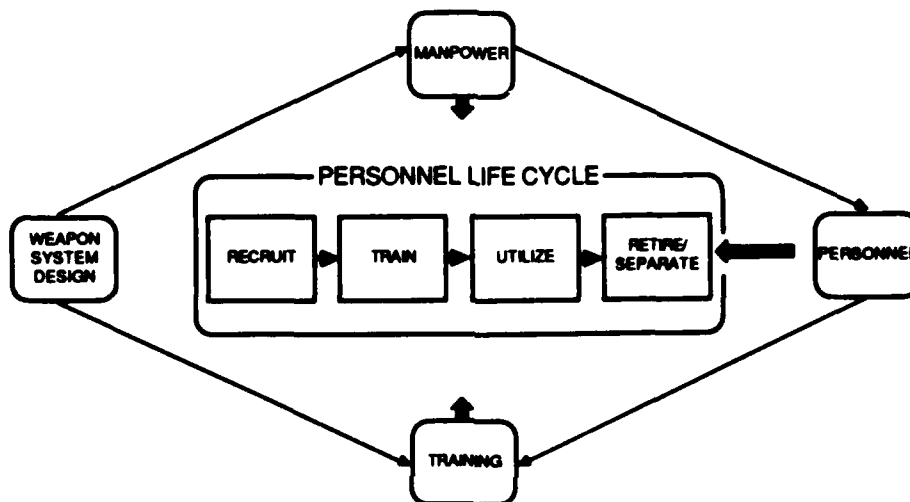 MANPOWER
PERSONNEL LIFE CYCLE
WEAPON
SYSTEM
DESIGN
RECRUIT
TRAIN
UTILIZE
RETIRE/
SEPARATE
PERSONNEL
TRAINING